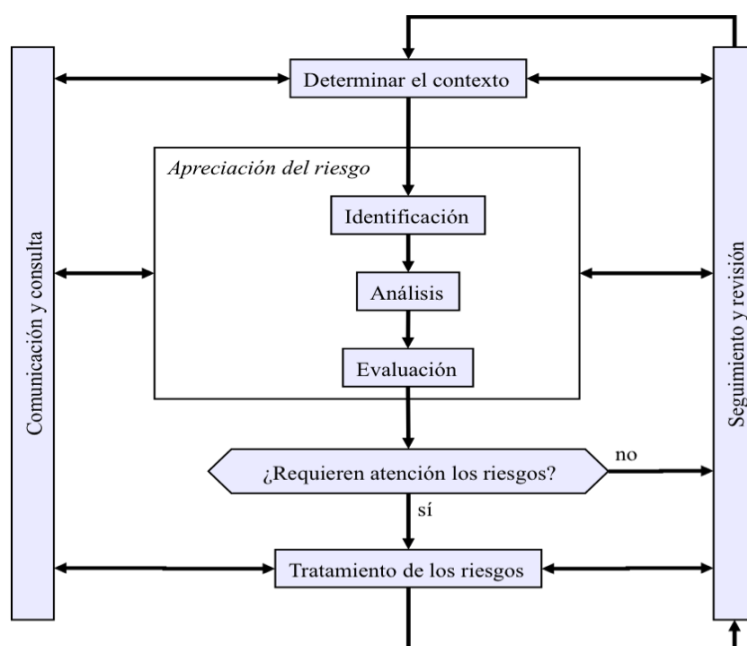 Determinar el contexto
Apreciación del riesgo
Identificación
Análisis
Evaluación
¿Requieren atención los riesgos?
no
sí
Tratamiento de los riesgos
Comunicación y consulta
Seguimiento y revisión